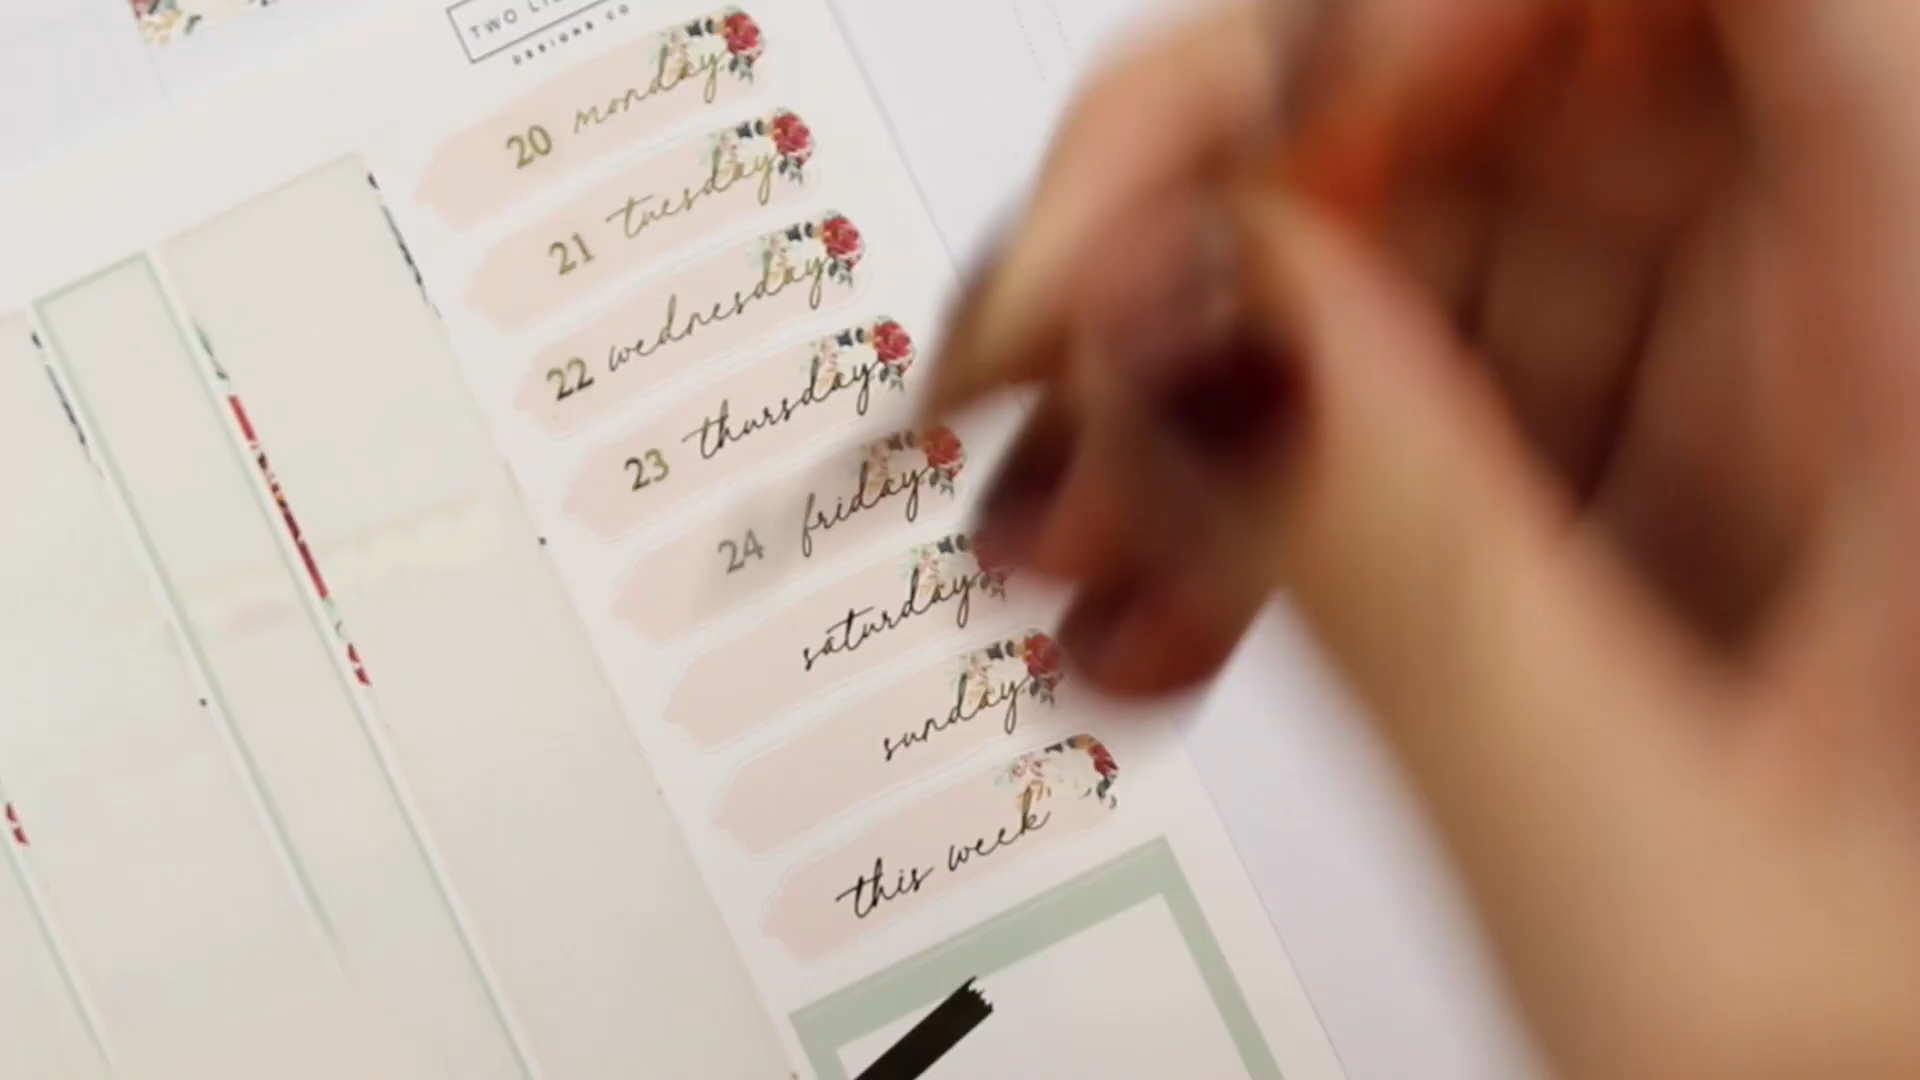 TWO
DESIGNS CO
20 monday
21 tuesday
22 wednesday
23 thursday
24 friday
saturday
sunday
this week